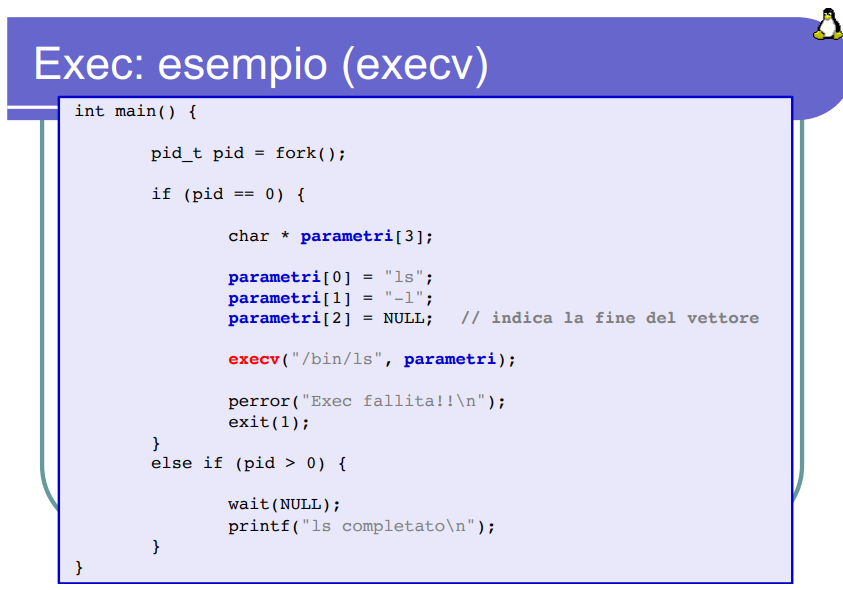 Exec: esempio (execv)
int main() {
pid_t pid = fork();
if (pid == 0) {
char * parametri[3];
parametri[0] = "ls";
parametri[1] = "-l";
parametri[2] = NULL;   // indica la fine del vettore
execv("/bin/ls", parametri);
perror("Exec fallita!!\n");
exit(1);
}
else if (pid > 0) {
wait(NULL);
printf("ls completato\n");
}
}